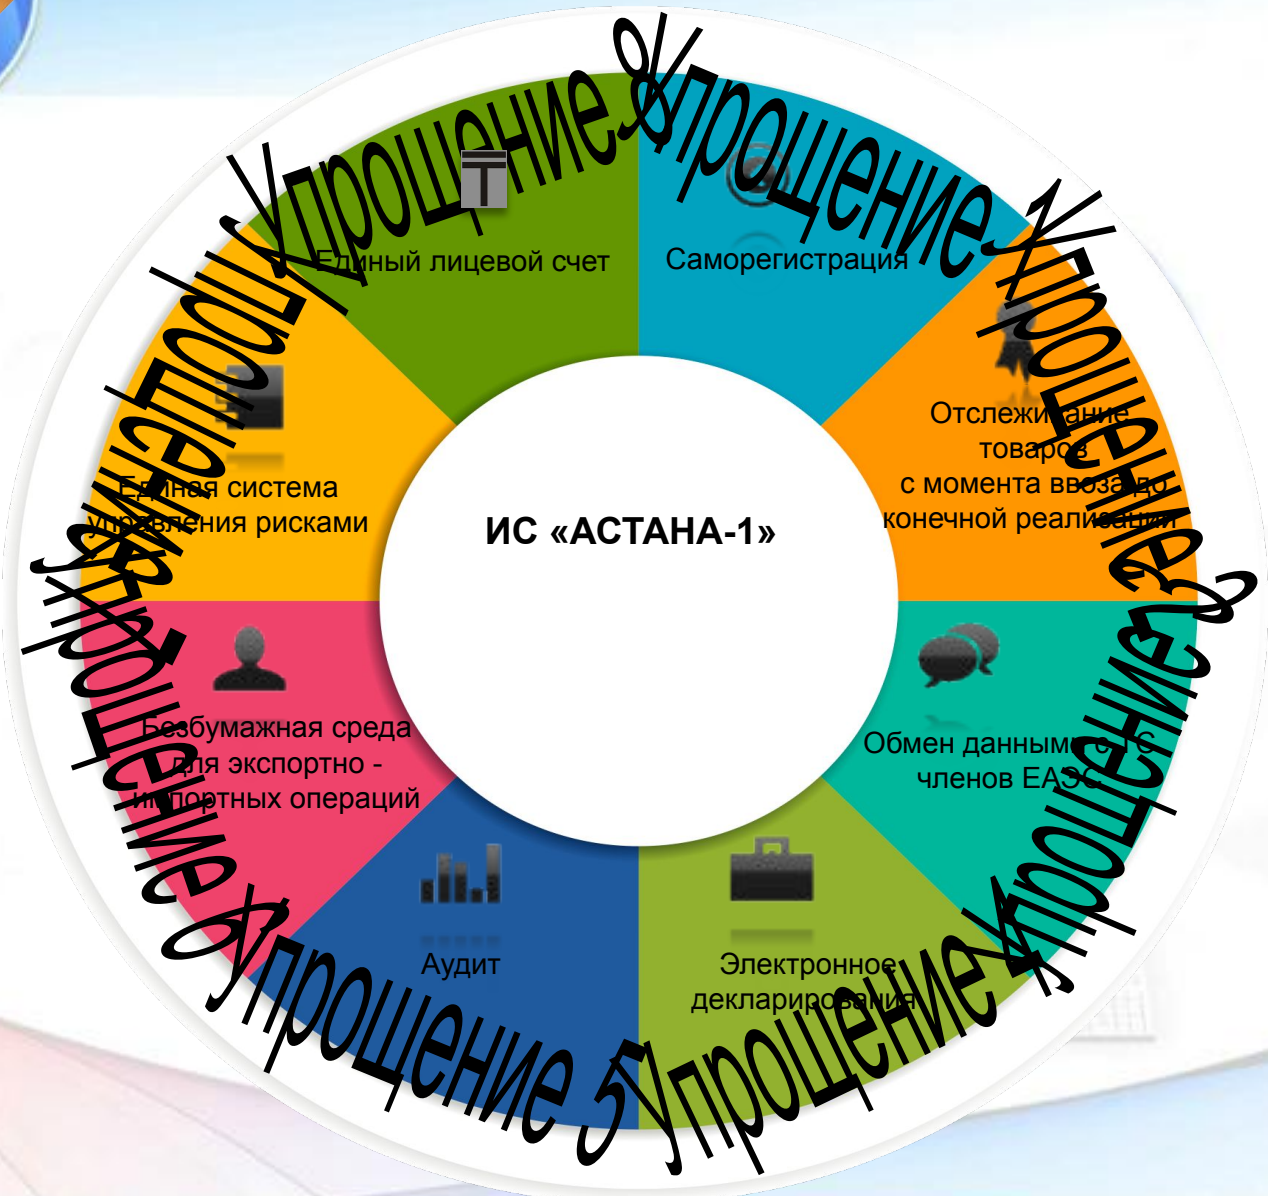 Упрощение 8
Единый лицевой счет
Упрощение 1
Саморегистрация
Упрощение 2
Отслеживание
товаров
с момента ввоза до
конечной реализации
Упрощение 3
Обмен данными с ТС
членов ЕАЭС
Упрощение 4
Электронное
декларирования
Упрощение 5
Аудит
Упрощение 6
Безбумажная среда
для экспортно -
импортных операций
Упрощение 7
Единая система
управления рисками
ИС «АСТАНА-1»